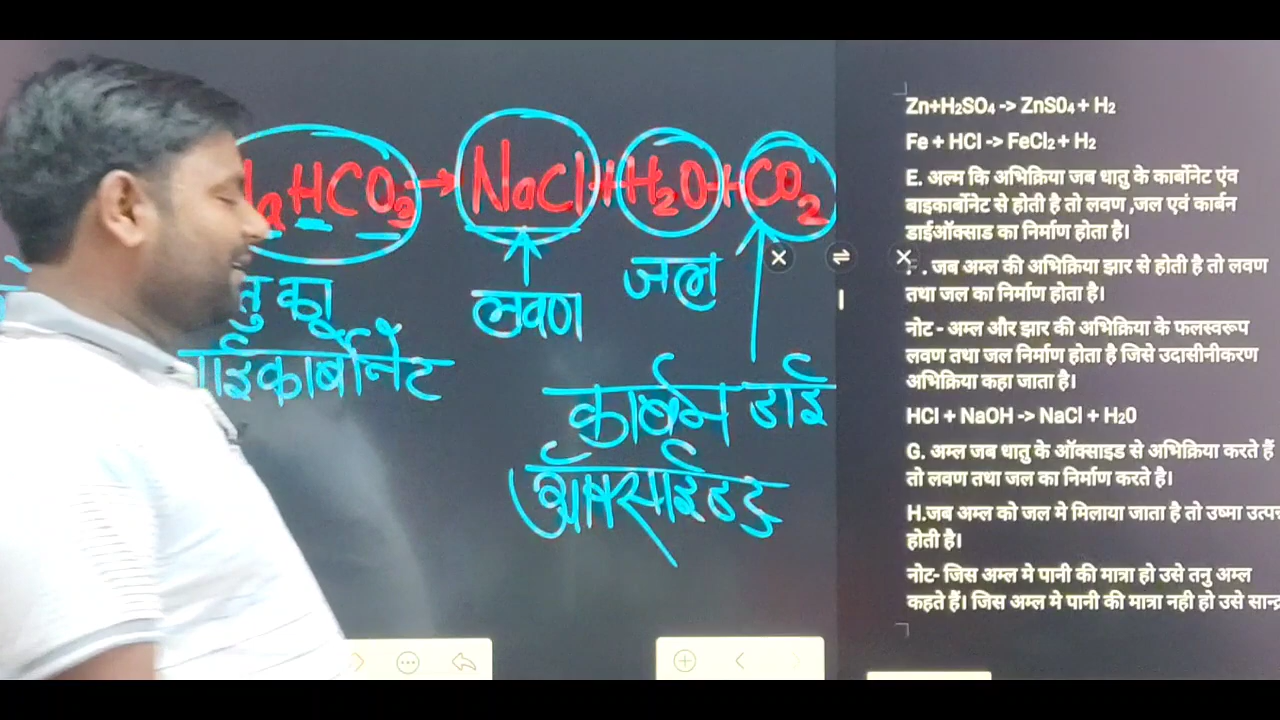 HCO₃ → NaCl + H₂O + CO₂
तु का
लवण
जल
ाईकार्बोनेट
कार्बन डाई
ऑक्साईड
Zn+H₂SO₄ -> ZnSO₄ + H₂
Fe + HCl -> FeCl₂ + H₂
E. अल्म कि अभिक्रिया जब धातु के कार्बोनेट एंव
बाइकार्बोनेट से होती है तो लवण ,जल एवं कार्बन
डाईऑक्साड का निर्माण होता है।
. जब अम्ल की अभिक्रिया झार से होती है तो लवण
तथा जल का निर्माण होता है।
नोट - अम्ल और झार की अभिक्रिया के फलस्वरूप
लवण तथा जल निर्माण होता है जिसे उदासीनीकरण
अभिक्रिया कहा जाता है।
HCl + NaOH -> NaCl + H₂0
G. अम्ल जब धातु के ऑक्साइड से अभिक्रिया करते हैं
तो लवण तथा जल का निर्माण करते है।
H.जब अम्ल को जल मे मिलाया जाता है तो उष्मा उत्प
होती है।
नोट- जिस अम्ल मे पानी की मात्रा हो उसे तनु अम्ल
कहते हैं। जिस अम्ल मे पानी की मात्रा नही हो उसे सान्द्र